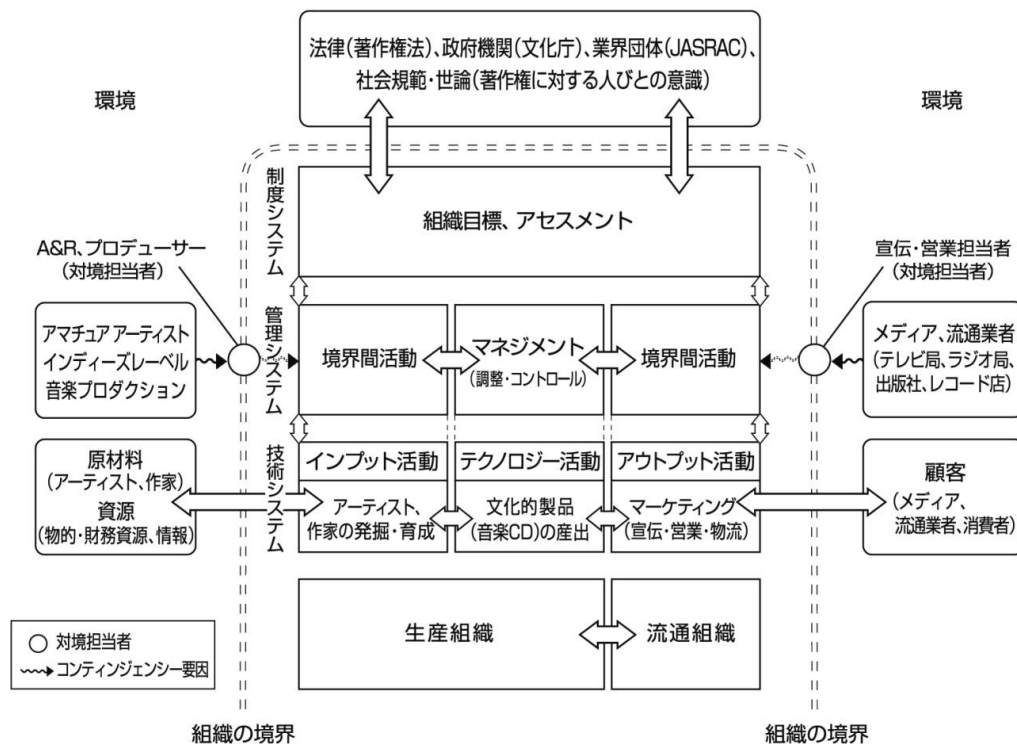 法律(著作権法)、政府機関(文化庁)、業界団体(JASRAC)、
社会規範・世論(著作権に対する人びとの意識)
環境
環境
制度システム
組織目標、アセスメント
A&R、プロデューサー
(対境担当者)
宣伝・営業担当者
(対境担当者)
アマチュア アーティスト
インディーズレーベル
音楽プロダクション
管理システム
境界間活動
マネジメント
(調整・コントロール)
境界間活動
メディア、流通業者
(テレビ局、ラジオ局、
出版社、レコード店)
原材料
(アーティスト、作家)
資源
(物的・財務資源、情報)
技術システム
インプット活動
テクノロジー活動
アウトプット活動
アーティスト、
作家の発掘・育成
文化的製品
(音楽CD)の産出
マーケティング
(宣伝・営業・物流)
顧客
(メディア、
流通業者、消費者)
生産組織
流通組織
対境担当者
コンティンジェンシー要因
組織の境界
組織の境界